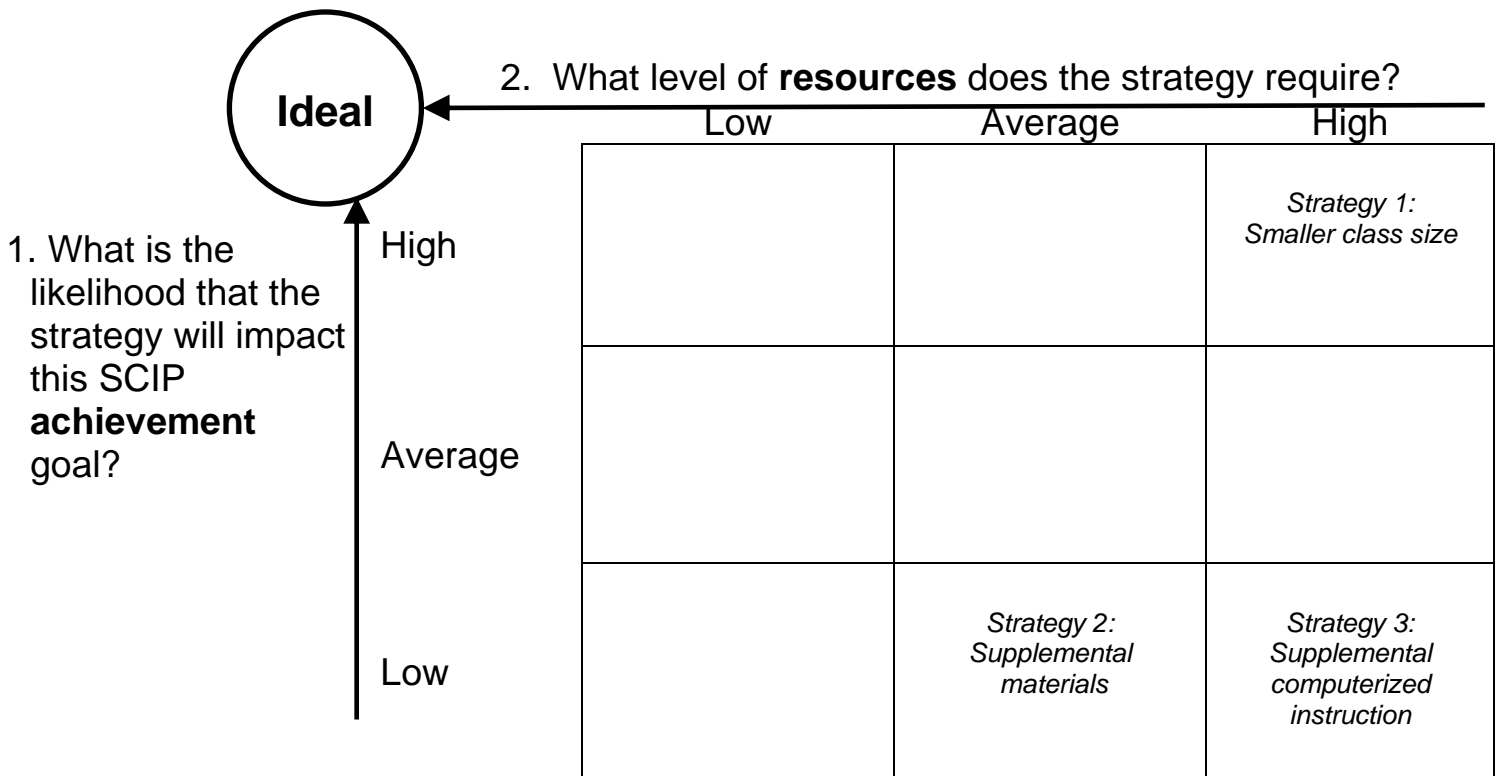 2. What level of resources does the strategy require?
Ideal
Low Average High
1. What is the
likelihood that the
strategy will impact
this SCIP
achievement
goal?
High
Strategy 1:
Smaller class size
Average
Low
Strategy 2:
Supplemental
materials
Strategy 3:
Supplemental
computerized
instruction